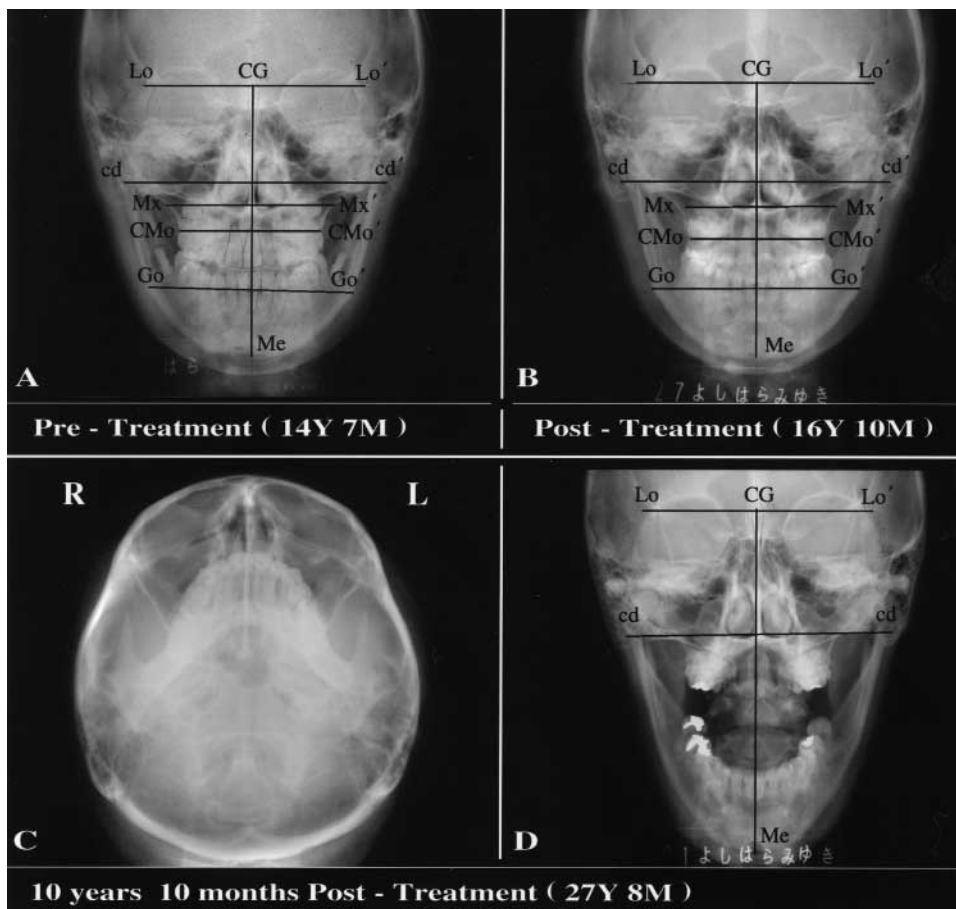 Lo CG Lo´
cd cd´
Mx Mx´
CMo CMo´
Go Go´
Me
はら
A
Pre - Treatment ( 14Y 7M )
Lo CG Lo´
cd cd´
Mx Mx´
CMo CMo´
Go Go´
Me
B
27よしはらみゆき
Post - Treatment ( 16Y 10M )
R L
C
Lo CG Lo´
cd cd´
Me
D
よしはらみゆき
10 years 10 months Post - Treatment ( 27Y 8M )